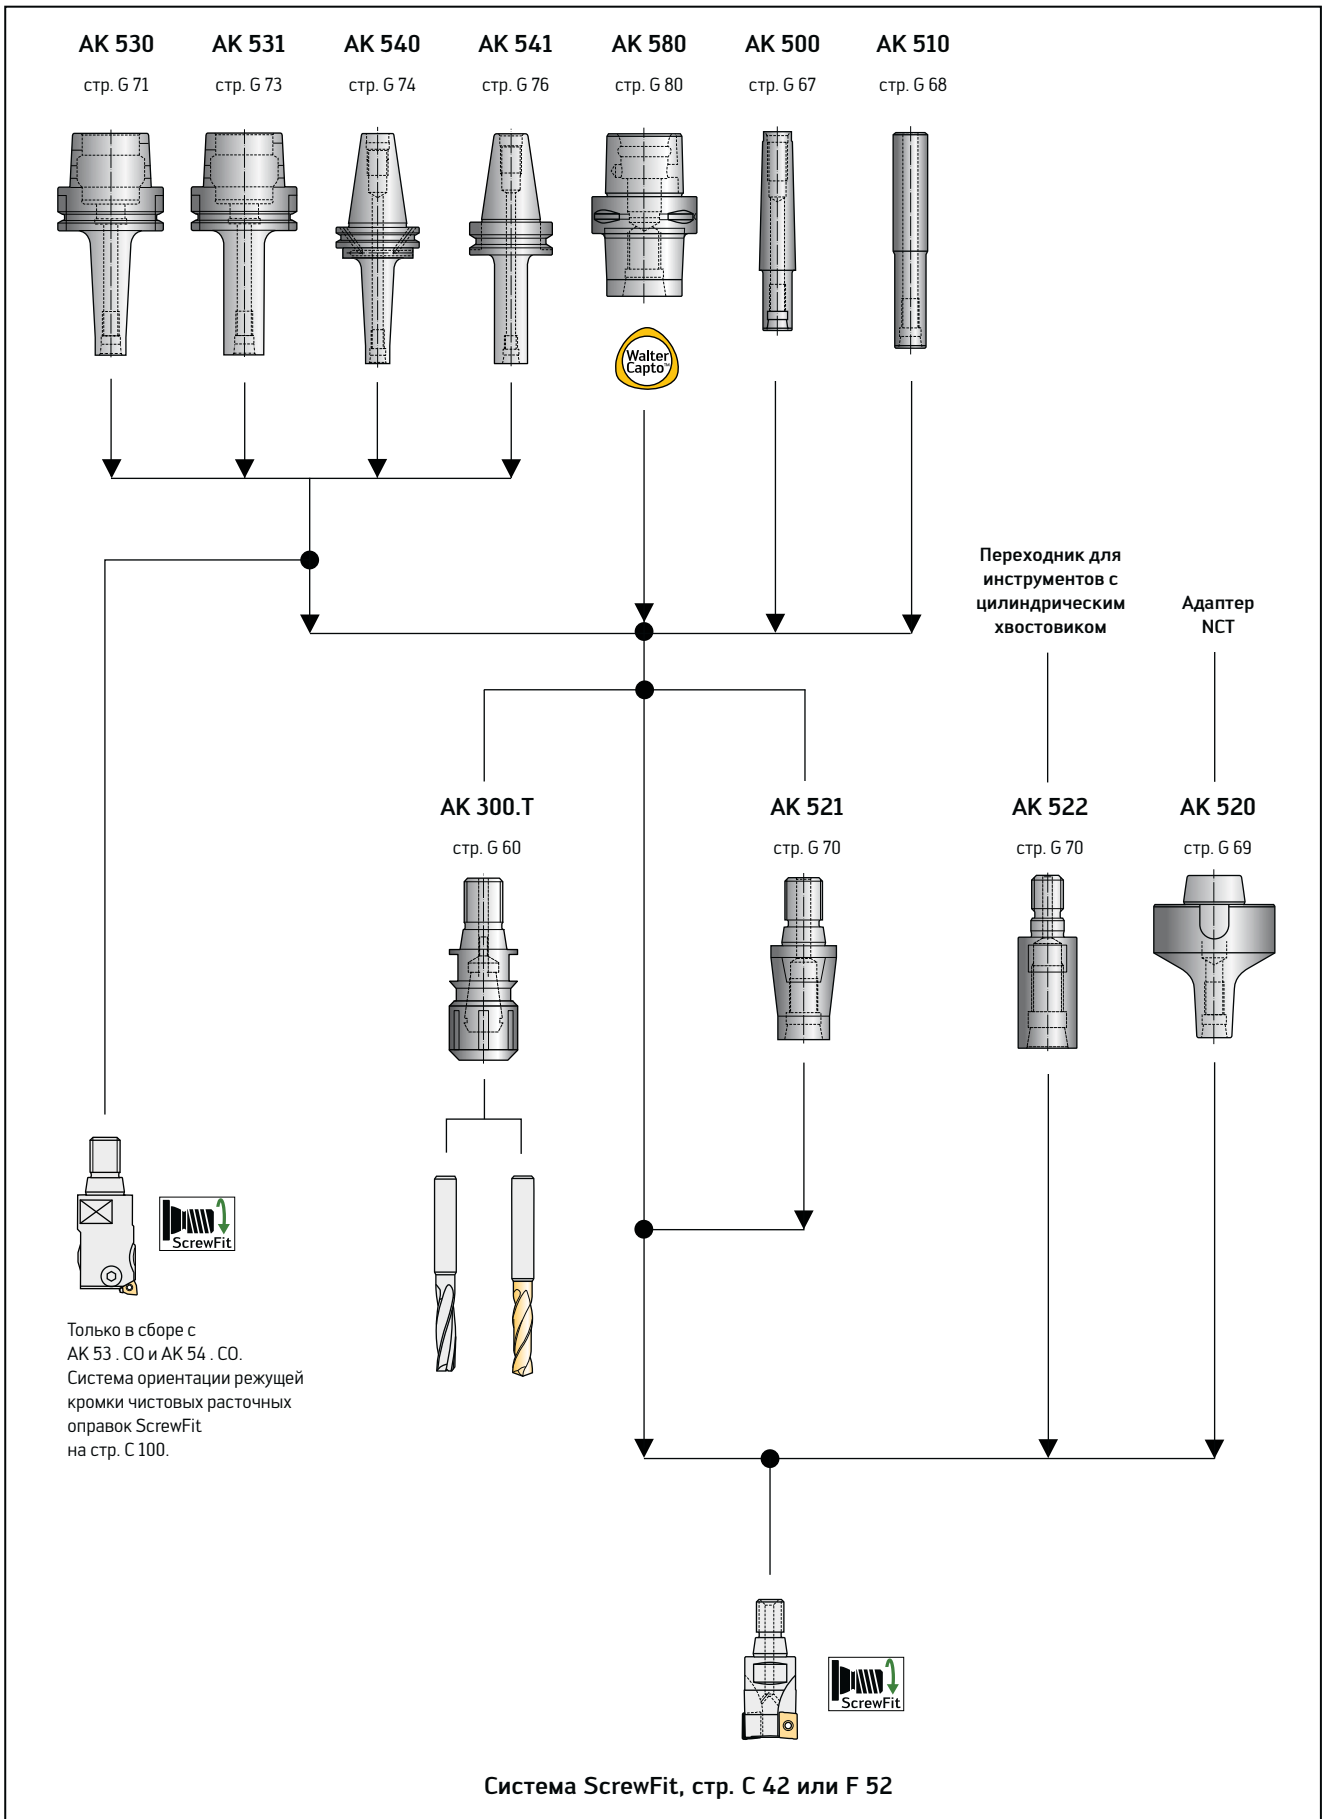 AK 530
AK 531
AK 540
AK 541
AK 580
AK 500
AK 510
стр. G 71
стр. G 73
стр. G 74
стр. G 76
стр. G 80
стр. G 67
стр. G 68
Walter
Capto™
Переходник для
инструментов с
цилиндрическим
хвостовиком
Адаптер
NCT
AK 300.T
AK 521
AK 522
AK 520
стр. G 60
стр. G 70
стр. G 70
стр. G 69
ScrewFit
Только в сборе с
AK 53 . CO и AK 54 . CO.
Система ориентации режущей
кромки чистовых расточных
оправок ScrewFit
на стр. C 100.
ScrewFit
Система ScrewFit, стр. C 42 или F 52